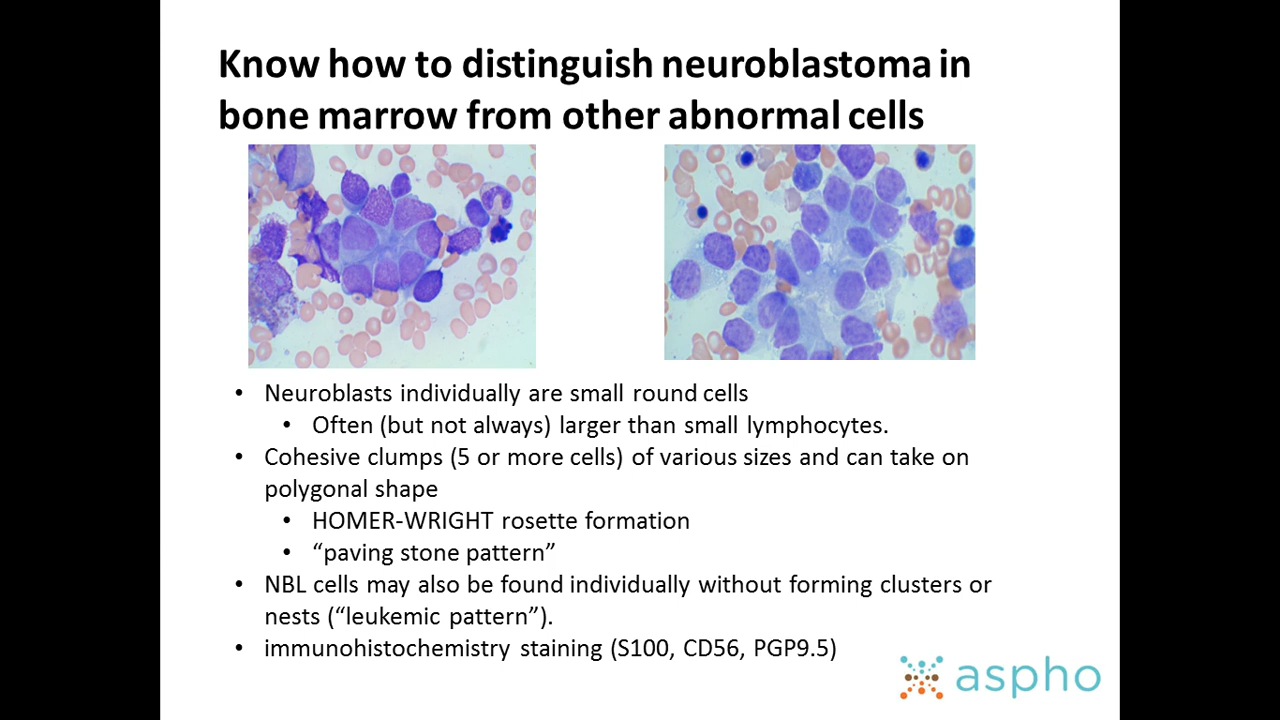 Know how to distinguish neuroblastoma in
bone marrow from other abnormal cells
• Neuroblasts individually are small round cells
• Often (but not always) larger than small lymphocytes.
• Cohesive clumps (5 or more cells) of various sizes and can take on
polygonal shape
• HOMER-WRIGHT rosette formation
• “paving stone pattern”
• NBL cells may also be found individually without forming clusters or
nests (“leukemic pattern”).
• immunohistochemistry staining (S100, CD56, PGP9.5)
aspho